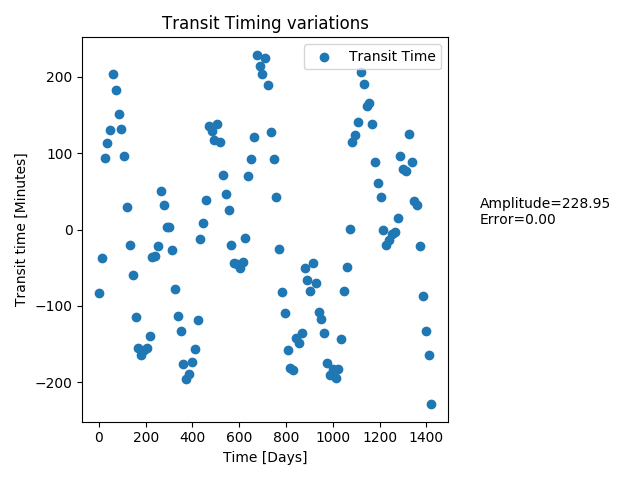 Transit Timing variations
Transit Time
200
100
0
−100
−200
Transit time [Minutes]
Amplitude=228.95
Error=0.00
0 200 400 600 800 1000 1200 1400
Time [Days]